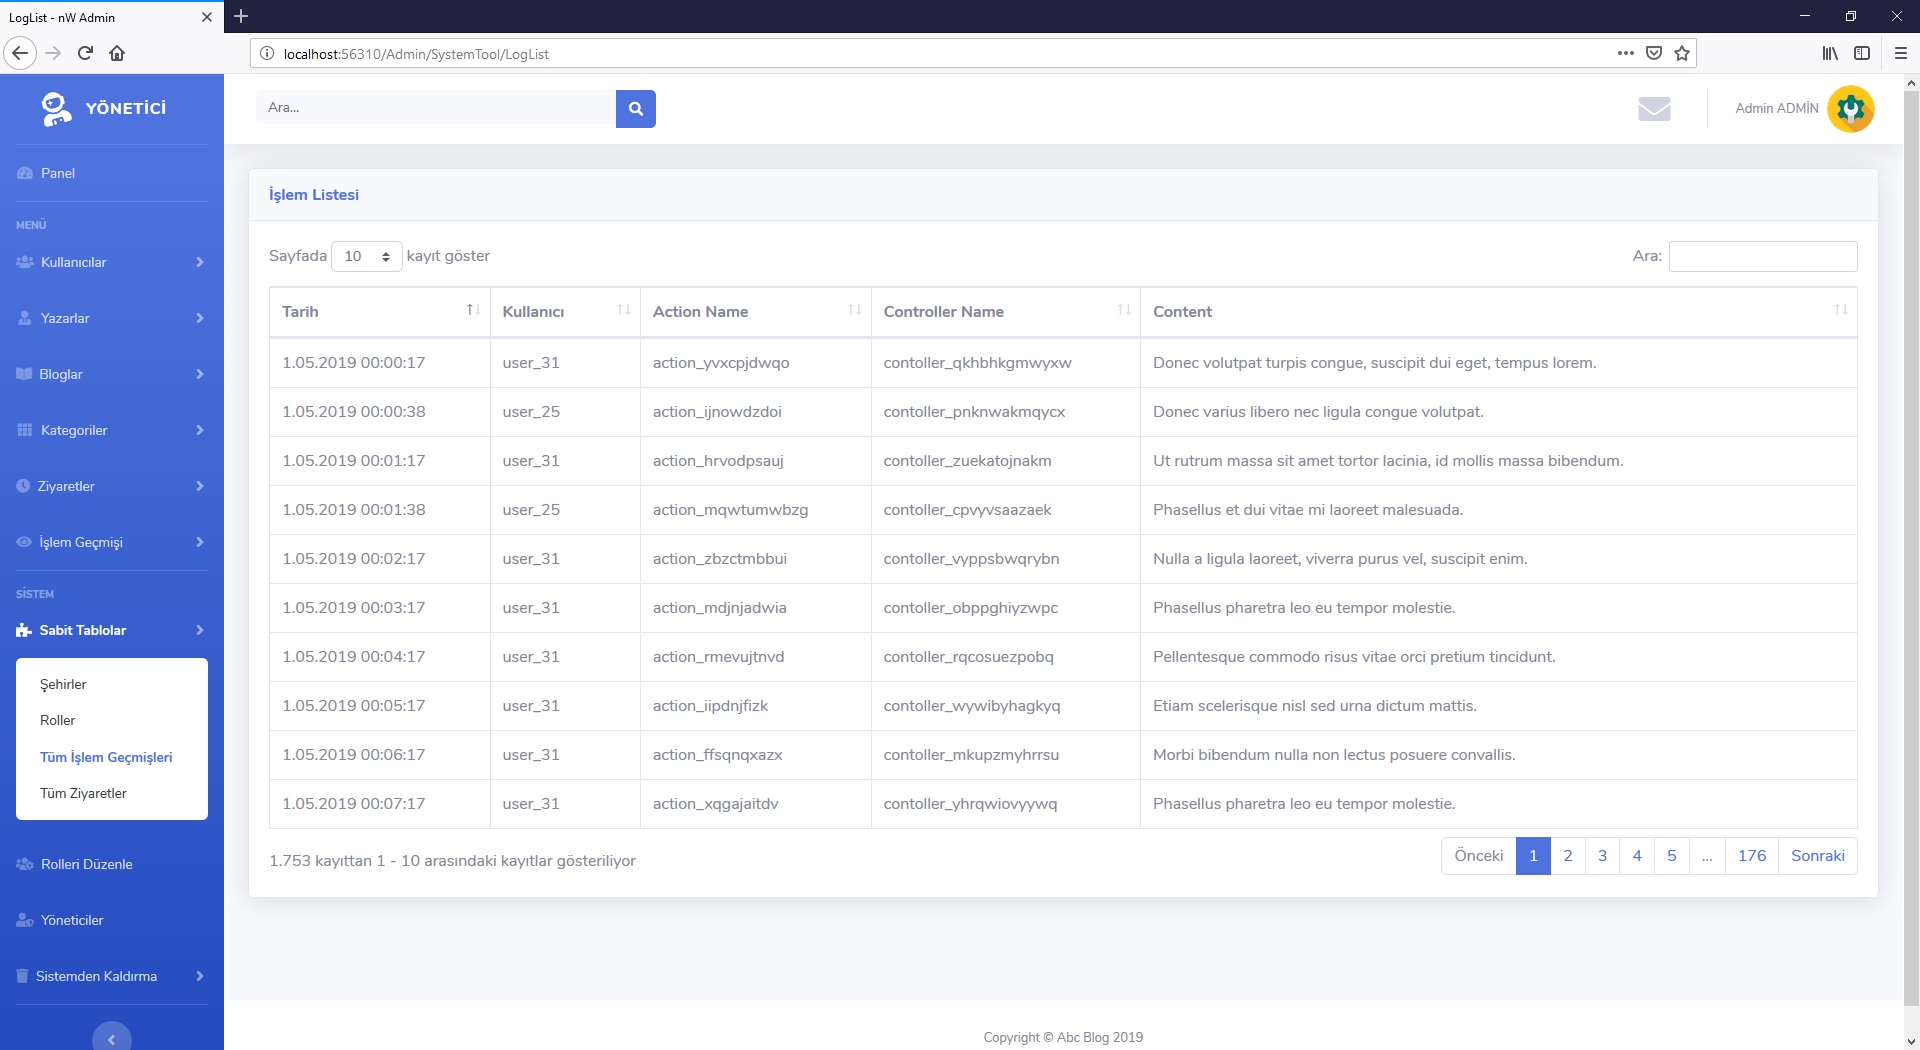 LogList - nW Admin
localhost:56310/Admin/SystemTool/LogList
YÖNETİCİ
Ara...
Admin ADMİN
Panel
MENÜ
Kullanıcılar
Yazarlar
Bloglar
Kategoriler
Ziyaretler
İşlem Geçmişi
SİSTEM
Sabit Tablolar
Şehirler
Roller
Tüm İşlem Geçmişleri
Tüm Ziyaretler
Rolleri Düzenle
Yöneticiler
Sistemden Kaldırma
İşlem Listesi
Sayfada 10 kayıt göster
Ara:
Tarih Kullanıcı Action Name Controller Name Content
1.05.2019 00:00:17 user_31 action_yvxcpjdwqo contoller_qkhbhkgmwyxw Donec volutpat turpis congue, suscipit dui eget, tempus lorem.
1.05.2019 00:00:38 user_25 action_ijnowdzdoi contoller_pnknwakmqycx Donec varius libero nec ligula congue volutpat.
1.05.2019 00:01:17 user_31 action_hrvodpsauj contoller_zuekatojnakm Ut rutrum massa sit amet tortor lacinia, id mollis massa bibendum.
1.05.2019 00:01:38 user_25 action_mqwtumwbzg contoller_cpvyvsaazaek Phasellus et dui vitae mi laoreet malesuada.
1.05.2019 00:02:17 user_31 action_zbzctmbbui contoller_vyppsbwqrybn Nulla a ligula laoreet, viverra purus vel, suscipit enim.
1.05.2019 00:03:17 user_31 action_mdjnjadwia contoller_obppghiyzwpc Phasellus pharetra leo eu tempor molestie.
1.05.2019 00:04:17 user_31 action_rmevujtnvd contoller_rqcosuezpobq Pellentesque commodo risus vitae orci pretium tincidunt.
1.05.2019 00:05:17 user_31 action_iipdnjfizk contoller_wywibyhagkyq Etiam scelerisque nisl sed urna dictum mattis.
1.05.2019 00:06:17 user_31 action_ffsqnqxazx contoller_mkupzmyhrrsu Morbi bibendum nulla non lectus posuere convallis.
1.05.2019 00:07:17 user_31 action_xqgajaitdv contoller_yhrqwiovyywq Phasellus pharetra leo eu tempor molestie.
1.753 kayıttan 1 - 10 arasındaki kayıtlar gösteriliyor
Önceki 1 2 3 4 5 ... 176 Sonraki
Copyright © Abc Blog 2019